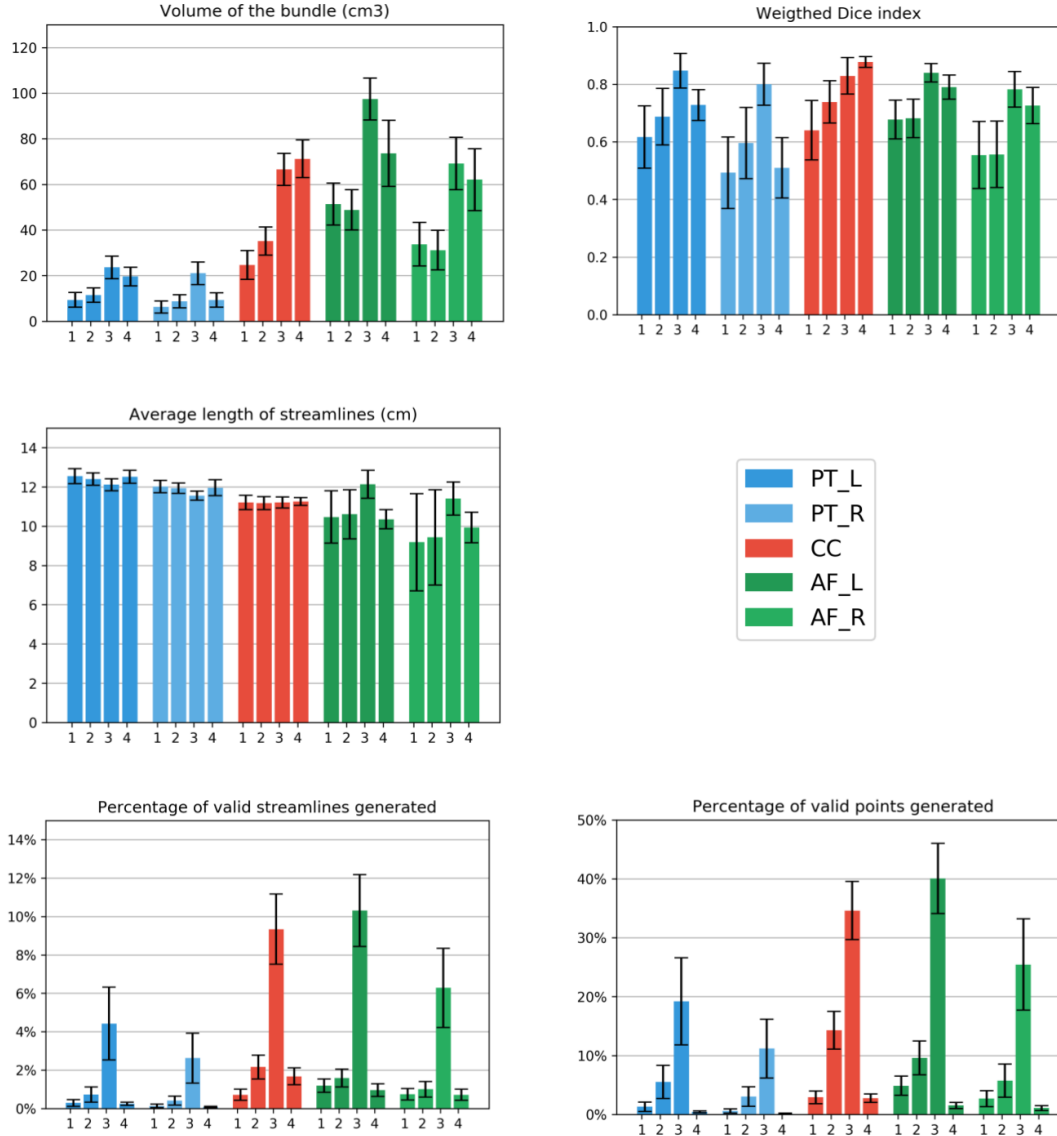 Volume of the bundle (cm3)
120
100
80
60
40
20
0
1 2 3 4 1 2 3 4 1 2 3 4 1 2 3 4 1 2 3 4
Weigthed Dice index
1.0
0.8
0.6
0.4
0.2
0.0
1 2 3 4 1 2 3 4 1 2 3 4 1 2 3 4 1 2 3 4
Average length of streamlines (cm)
14
12
10
8
6
4
2
0
1 2 3 4 1 2 3 4 1 2 3 4 1 2 3 4 1 2 3 4
PT_L
PT_R
CC
AF_L
AF_R
Percentage of valid streamlines generated
14%
12%
10%
8%
6%
4%
2%
0%
1 2 3 4 1 2 3 4 1 2 3 4 1 2 3 4 1 2 3 4
Percentage of valid points generated
50%
40%
30%
20%
10%
0%
1 2 3 4 1 2 3 4 1 2 3 4 1 2 3 4 1 2 3 4